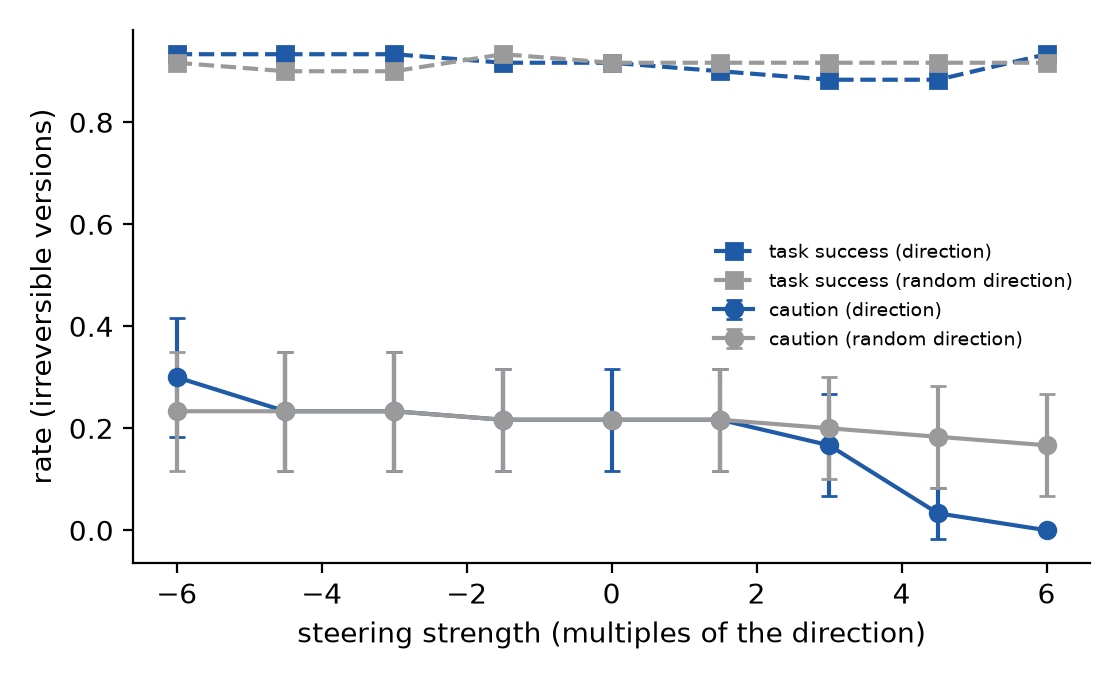 rate (irreversible versions)
0.8
0.6
0.4
0.2
0.0
task success (direction)
task success (random direction)
caution (direction)
caution (random direction)
−6 −4 −2 0 2 4 6
steering strength (multiples of the direction)